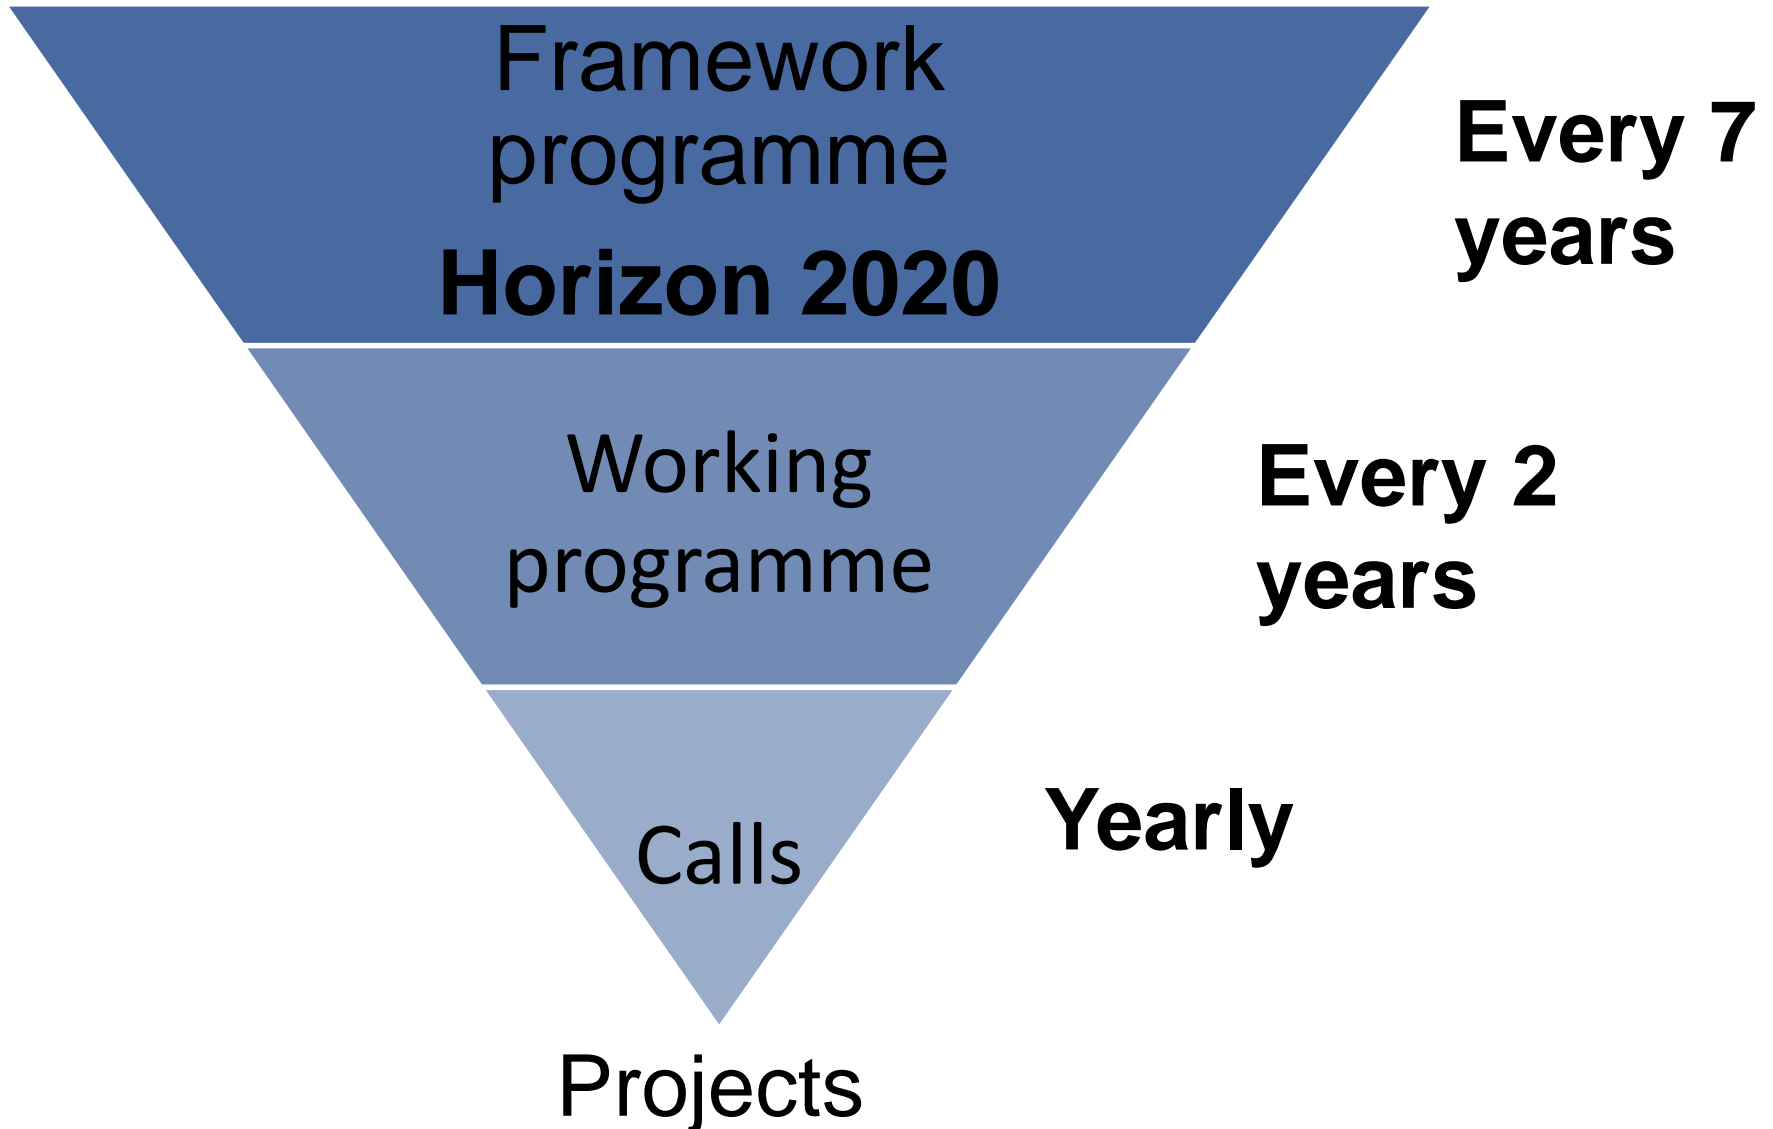 Framework
programme
Horizon 2020
Every 7
years
Working
programme
Every 2
years
Calls
Yearly
Projects